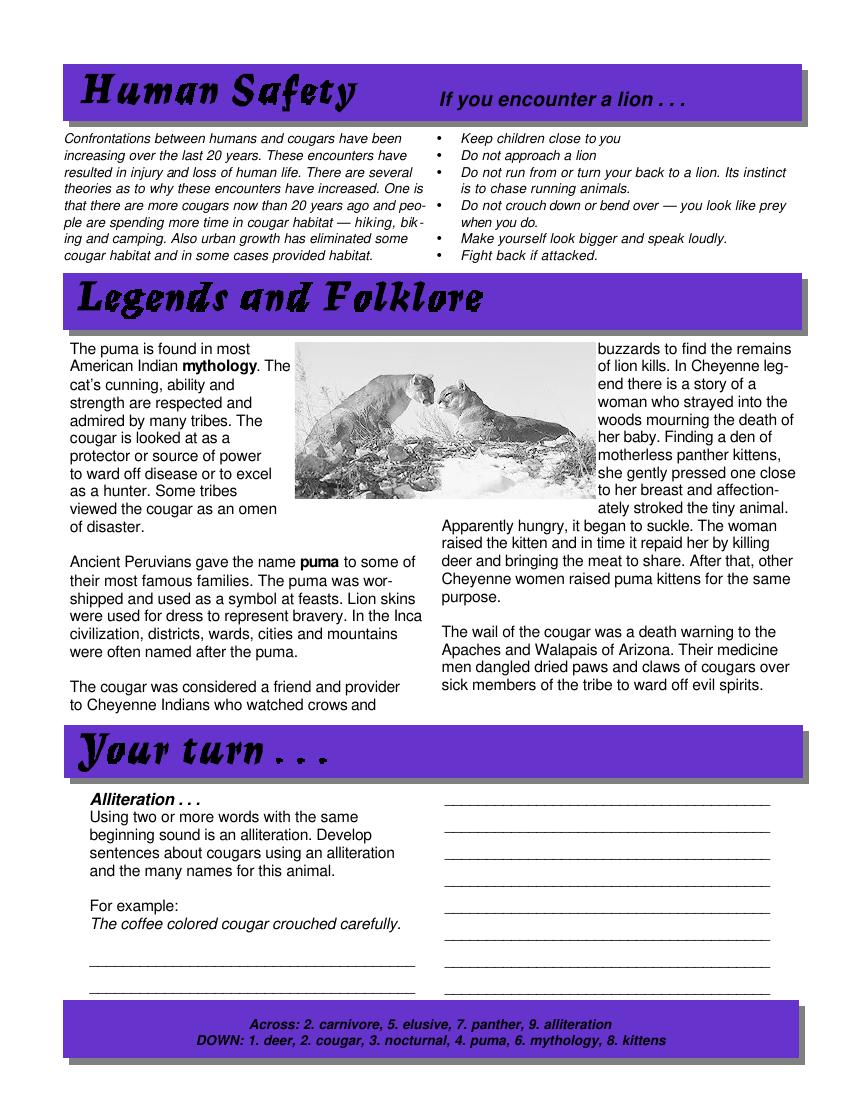 Human Safety
If you encounter a lion . . .
Confrontations between humans and cougars have been
increasing over the last 20 years. These encounters have
resulted in injury and loss of human life. There are several
theories as to why these encounters have increased. One is
that there are more cougars now than 20 years ago and peo-
ple are spending more time in cougar habitat — hiking, bik-
ing and camping. Also urban growth has eliminated some
cougar habitat and in some cases provided habitat.
• Keep children close to you
• Do not approach a lion
• Do not run from or turn your back to a lion. Its instinct
is to chase running animals.
• Do not crouch down or bend over — you look like prey
when you do.
• Make yourself look bigger and speak loudly.
• Fight back if attacked.
Legends and Folklore
The puma is found in most
American Indian mythology. The
cat's cunning, ability and
strength are respected and
admired by many tribes. The
cougar is looked at as a
protector or source of power
to ward off disease or to excel
as a hunter. Some tribes
viewed the cougar as an omen
of disaster.
Ancient Peruvians gave the name puma to some of
their most famous families. The puma was wor-
shipped and used as a symbol at feasts. Lion skins
were used for dress to represent bravery. In the Inca
civilization, districts, wards, cities and mountains
were often named after the puma.
The cougar was considered a friend and provider
to Cheyenne Indians who watched crows and
buzzards to find the remains
of lion kills. In Cheyenne leg-
end there is a story of a
woman who strayed into the
woods mourning the death of
her baby. Finding a den of
motherless panther kittens,
she gently pressed one close
to her breast and affection-
ately stroked the tiny animal.
Apparently hungry, it began to suckle. The woman
raised the kitten and in time it repaid her by killing
deer and bringing the meat to share. After that, other
Cheyenne women raised puma kittens for the same
purpose.
The wail of the cougar was a death warning to the
Apaches and Walapais of Arizona. Their medicine
men dangled dried paws and claws of cougars over
sick members of the tribe to ward off evil spirits.
Your turn . . .
Alliteration . . .
Using two or more words with the same
beginning sound is an alliteration. Develop
sentences about cougars using an alliteration
and the many names for this animal.
For example:
The coffee colored cougar crouched carefully.
Across: 2. carnivore, 5. elusive, 7. panther, 9. alliteration
DOWN: 1. deer, 2. cougar, 3. nocturnal, 4. puma, 6. mythology, 8. kittens